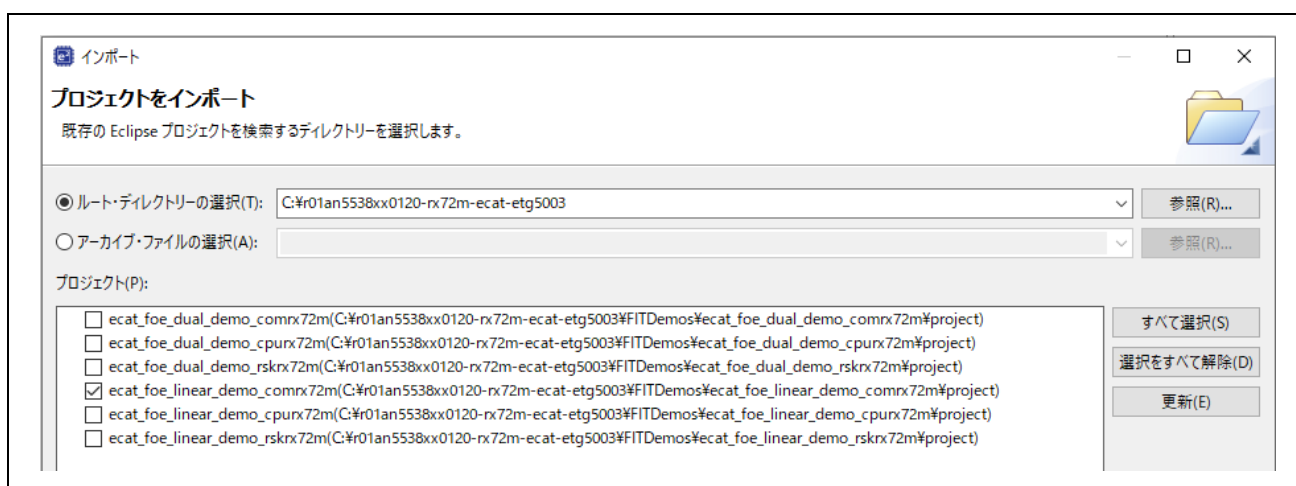 インポート
プロジェクトをインポート
既存の Eclipse プロジェクトを検索するディレクトリーを選択します。
ルート・ディレクトリーの選択(T): C:¥r01an5538xx0120-rx72m-ecat-etg5003 参照(R)...
アーカイブ・ファイルの選択(A): 参照(R)...
プロジェクト(P):
ecat_foe_dual_demo_comrx72m(C:¥r01an5538xx0120-rx72m-ecat-etg5003¥FITDemos¥ecat_foe_dual_demo_comrx72m¥project) すべて選択(S)
ecat_foe_dual_demo_cpurx72m(C:¥r01an5538xx0120-rx72m-ecat-etg5003¥FITDemos¥ecat_foe_dual_demo_cpurx72m¥project)
ecat_foe_dual_demo_rskrx72m(C:¥r01an5538xx0120-rx72m-ecat-etg5003¥FITDemos¥ecat_foe_dual_demo_rskrx72m¥project) 選択をすべて解除(D)
ecat_foe_linear_demo_comrx72m(C:¥r01an5538xx0120-rx72m-ecat-etg5003¥FITDemos¥ecat_foe_linear_demo_comrx72m¥project) 更新(E)
ecat_foe_linear_demo_cpurx72m(C:¥r01an5538xx0120-rx72m-ecat-etg5003¥FITDemos¥ecat_foe_linear_demo_cpurx72m¥project)
ecat_foe_linear_demo_rskrx72m(C:¥r01an5538xx0120-rx72m-ecat-etg5003¥FITDemos¥ecat_foe_linear_demo_rskrx72m¥project)